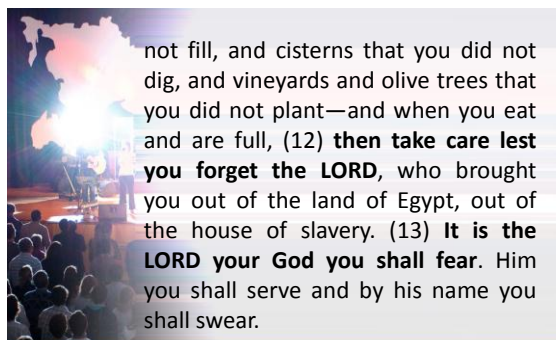 not fill, and cisterns that you did not
dig, and vineyards and olive trees that
you did not plant—and when you eat
and are full, (12) then take care lest
you forget the LORD, who brought
you out of the land of Egypt, out of
the house of slavery. (13) It is the
LORD your God you shall fear. Him
you shall serve and by his name you
shall swear.